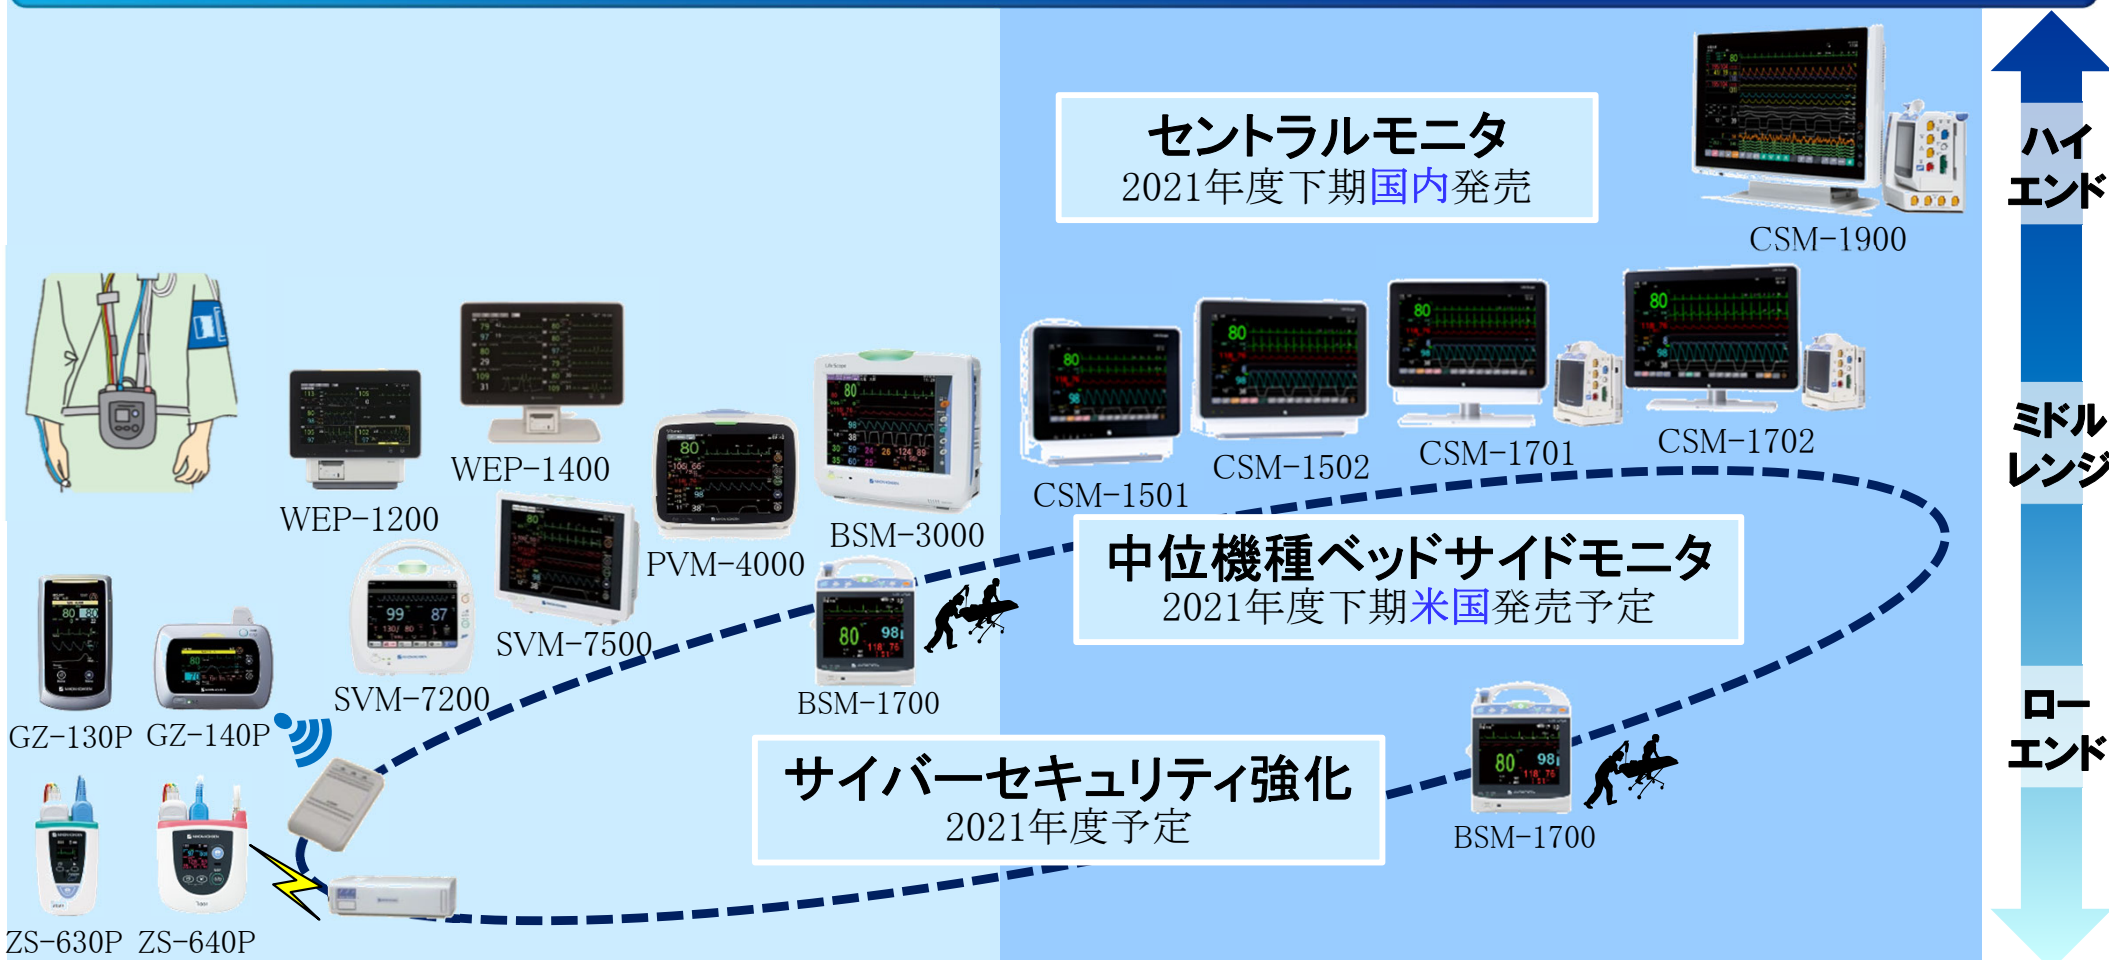 セントラルモニタ
2021年度下期国内発売
CSM-1900
ハイ
エンド
WEP-1200
WEP-1400
PVM-4000
BSM-3000
CSM-1501
CSM-1502
CSM-1701
CSM-1702
ミドル
レンジ
中位機種ベッドサイドモニタ
2021年度下期米国発売予定
GZ-130P
GZ-140P
SVM-7200
SVM-7500
BSM-1700
ロー
エンド
サイバーセキュリティ強化
2021年度予定
BSM-1700
ZS-630P
ZS-640P